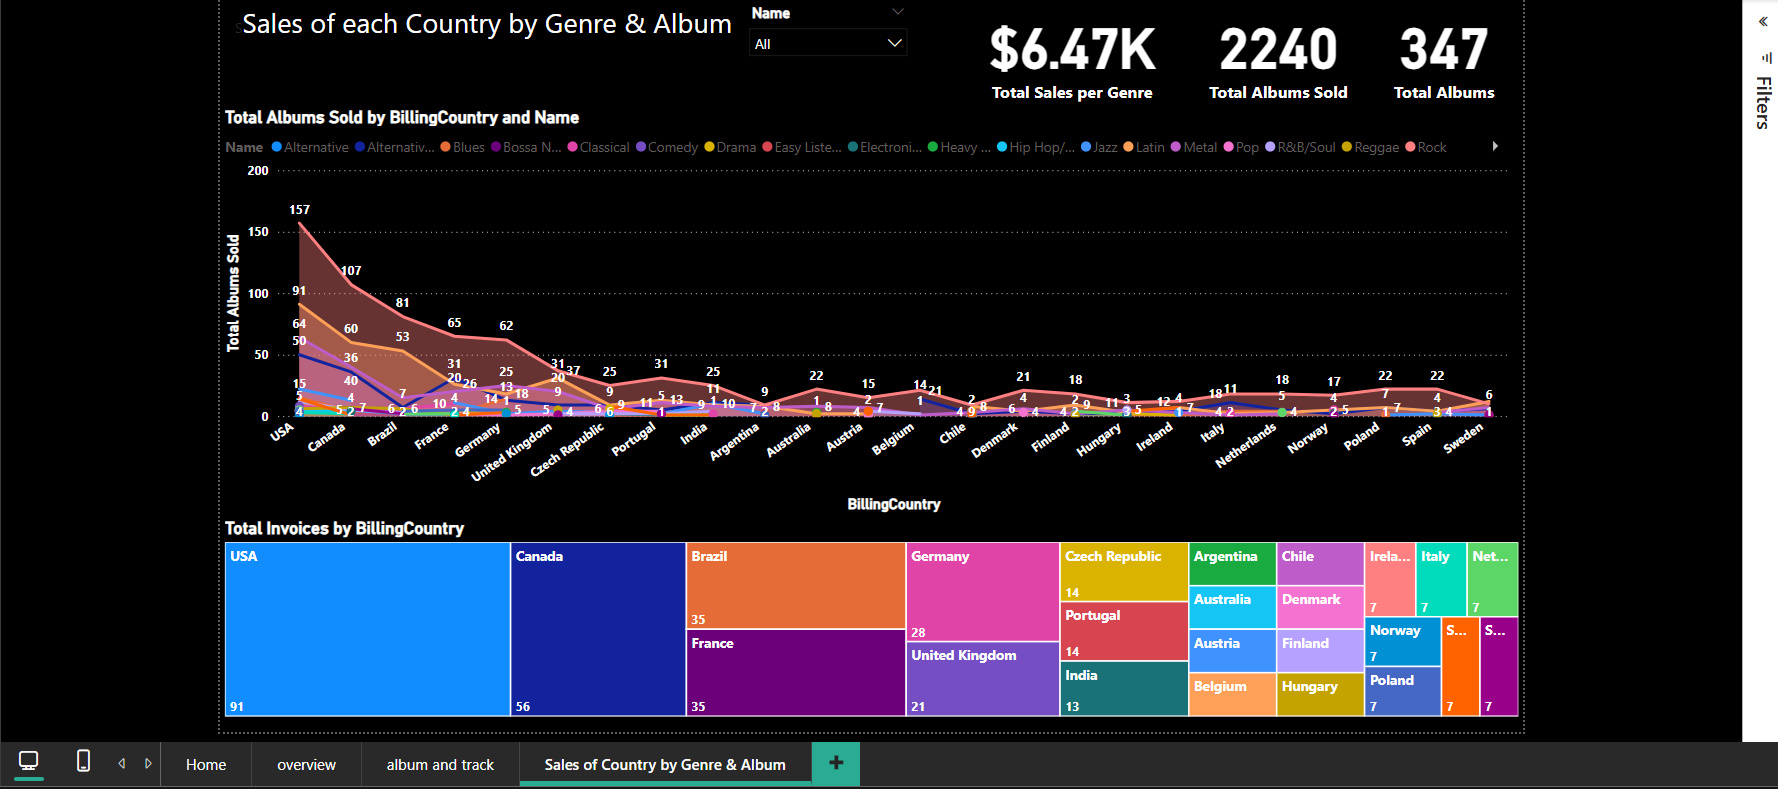 Sales of each Country by Genre & Album
Name
All
$6.47K
Total Sales per Genre
2240
Total Albums Sold
347
Total Albums
Filters
Total Albums Sold by BillingCountry and Name
Name Alternative Alternativ... Blues Bossa N... Classical Comedy Drama Easy Liste... Electroni... Heavy ... Hip Hop/... Jazz Latin Metal Pop R&B/Soul Reggae Rock
Total Albums Sold
200
150
100
50
0
157
107
81
65
62
31 37
25
31
25
9
22
15
14 21
9
21
18
11
12
18 11
18
17
22
22
6
91
60
53
31
64
36
50
40
15
5
4
USA
Canada
Brazil
France
Germany
United Kingdom
Czech Republic
Portugal
India
Argentina
Australia
Austria
Belgium
Chile
Denmark
Finland
Hungary
Ireland
Italy
Netherlands
Norway
Poland
Spain
Sweden
BillingCountry
Total Invoices by BillingCountry
USA
91
Canada
56
Brazil
35
France
35
Germany
28
United Kingdom
21
Czech Republic
14
Portugal
14
India
13
Argentina
Australia
Austria
Belgium
Chile
Denmark
Finland
Hungary
Irela...
7
Italy
7
Net...
7
Norway
7
Poland
7
S...
7
S...
7
Home
overview
album and track
Sales of Country by Genre & Album
+